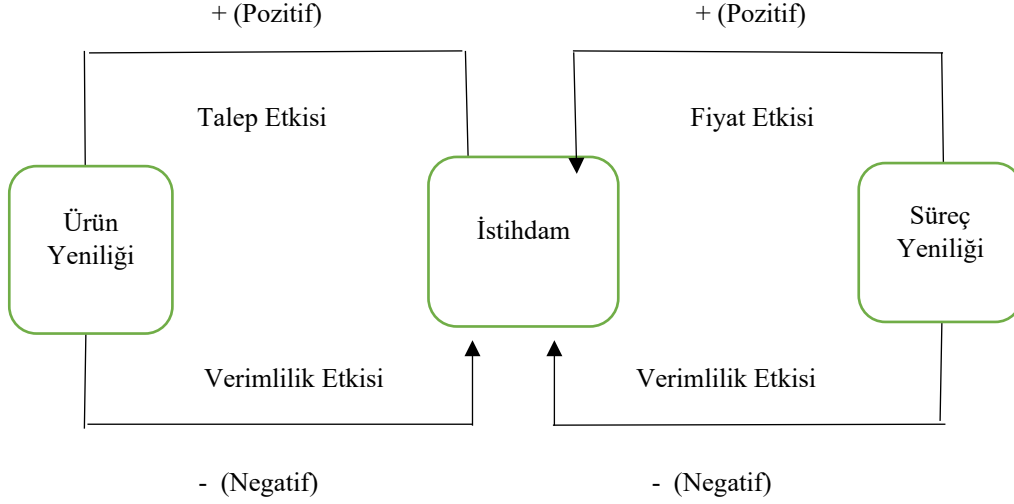 + (Pozitif)
+ (Pozitif)
Talep Etkisi
Fiyat Etkisi
Ürün
Yeniliği
İstihdam
Süreç
Yeniliği
Verimlilik Etkisi
Verimlilik Etkisi
- (Negatif)
- (Negatif)